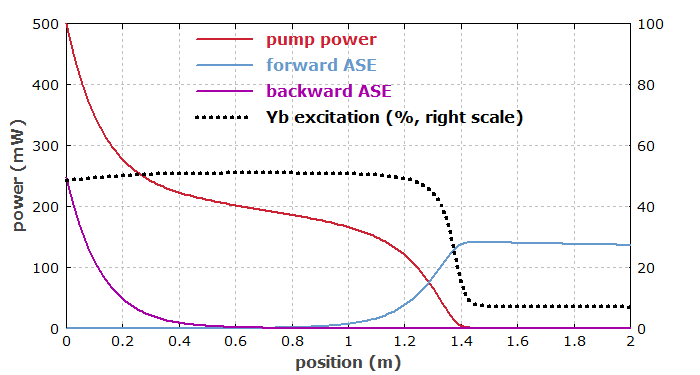 500
400
300
200
100
0
power (mW)
pump power
forward ASE
backward ASE
Yb excitation (%, right scale)
100
80
60
40
20
0
0 0.2 0.4 0.6 0.8 1 1.2 1.4 1.6 1.8 2
position (m)